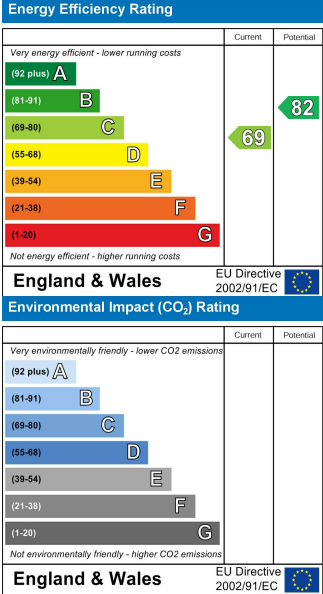 Energy Efficiency Rating
Current Potential
Very energy efficient - lower running costs
(92 plus) A
(81-91) B
82
(69-80) C
69
(55-68) D
(39-54) E
(21-38) F
(1-20) G
Not energy efficient - higher running costs
England & Wales
EU Directive
2002/91/EC
Environmental Impact (CO₂) Rating
Current Potential
Very environmentally friendly - lower CO2 emissions
(92 plus) A
(81-91) B
(69-80) C
(55-68) D
(39-54) E
(21-38) F
(1-20) G
Not environmentally friendly - higher CO2 emissions
England & Wales
EU Directive
2002/91/EC